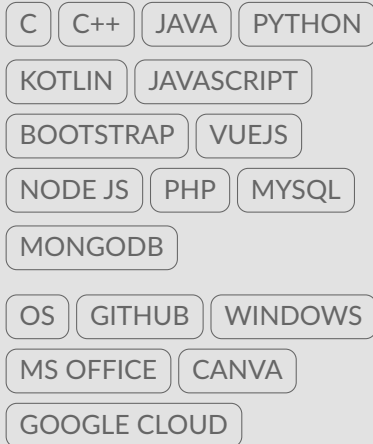 C C++ JAVA PYTHON
KOTLIN JAVASCRIPT
BOOTSTRAP VUEJS
NODE JS PHP MYSQL
MONGODB
OS GITHUB WINDOWS
MS OFFICE CANVA
GOOGLE CLOUD